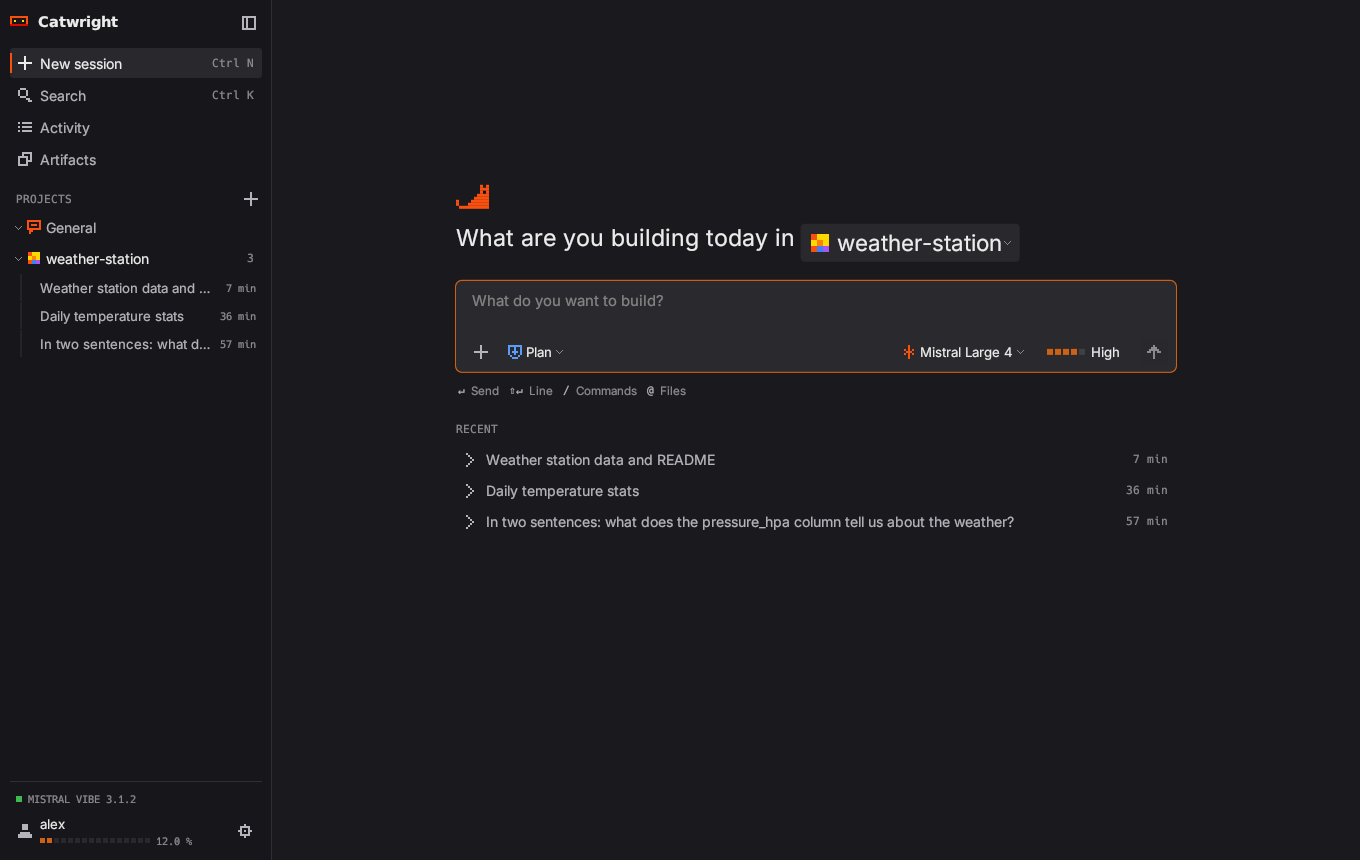 Catwright
New session Ctrl N
Search Ctrl K
Activity
Artifacts
PROJECTS
General
weather-station 3
Weather station data and ... 7 min
Daily temperature stats 36 min
In two sentences: what d... 57 min
MISTRAL VIBE 3.1.2
alex
12.0 %
What are you building today in weather-station
What do you want to build?
Plan Mistral Large 4 High
↵ Send ⇧↵ Line / Commands @ Files
RECENT
Weather station data and README 7 min
Daily temperature stats 36 min
In two sentences: what does the pressure_hpa column tell us about the weather? 57 min